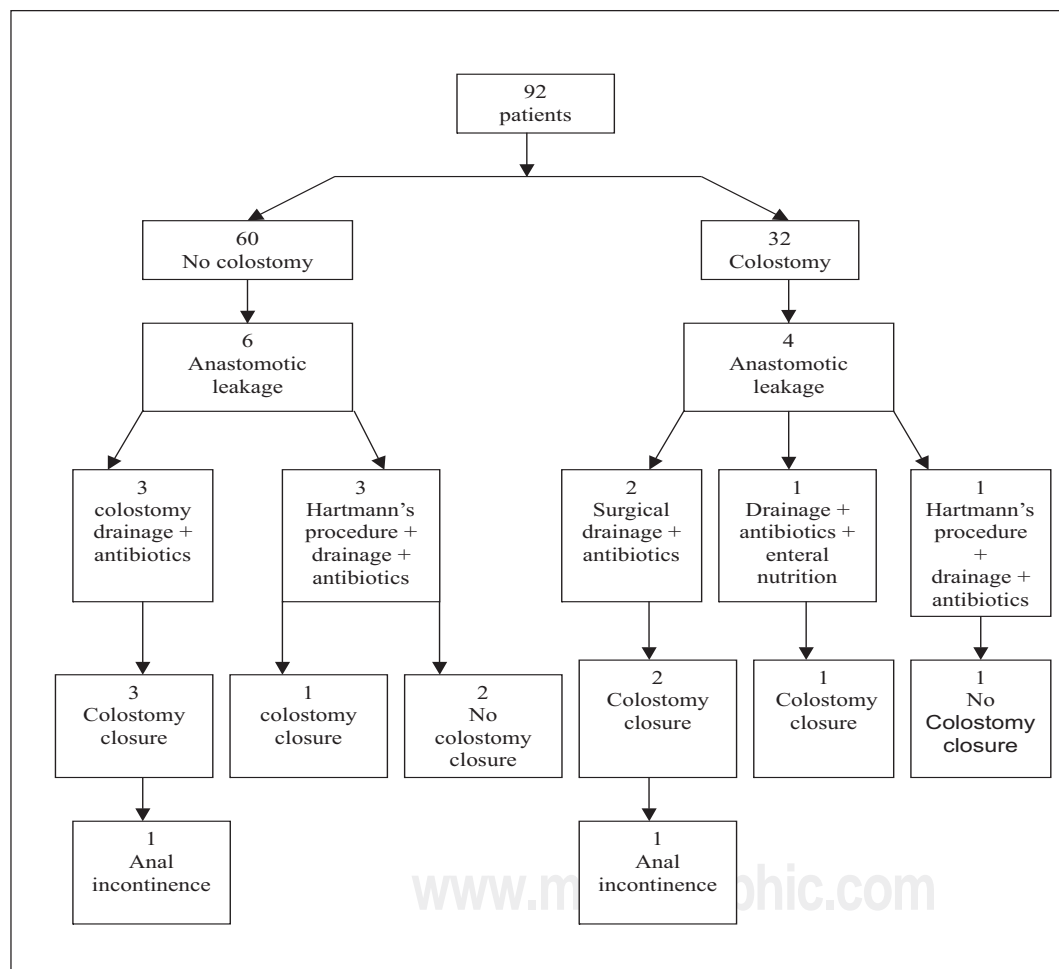 92
patients
60
No colostomy
32
Colostomy
6
Anastomotic
leakage
4
Anastomotic
leakage
3
colostomy
drainage +
antibiotics
3
Hartmann's
procedure +
drainage +
antibiotics
2
Surgical
drainage +
antibiotics
1
Drainage +
antibiotics +
enteral
nutrition
1
Hartmann's
procedure
+
drainage +
antibiotics
3
Colostomy
closure
1
colostomy
closure
2
No
colostomy
closure
2
Colostomy
closure
1
Colostomy
closure
1
No
Colostomy
closure
1
Anal
incontinence
1
Anal
incontinence